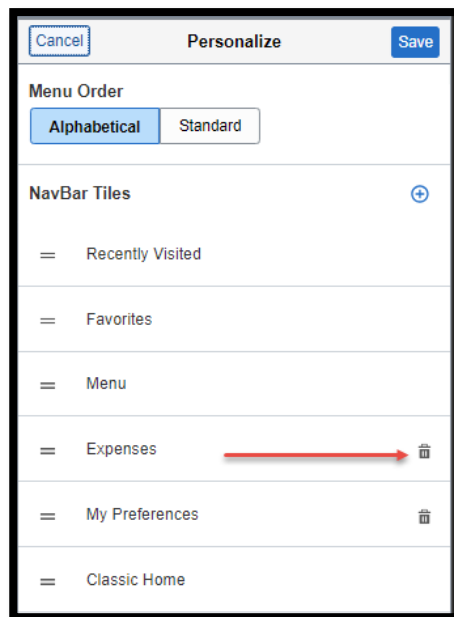 Cancel Personalize Save
Menu Order
Alphabetical Standard
NavBar Tiles
Recently Visited
Favorites
Menu
Expenses
My Preferences
Classic Home